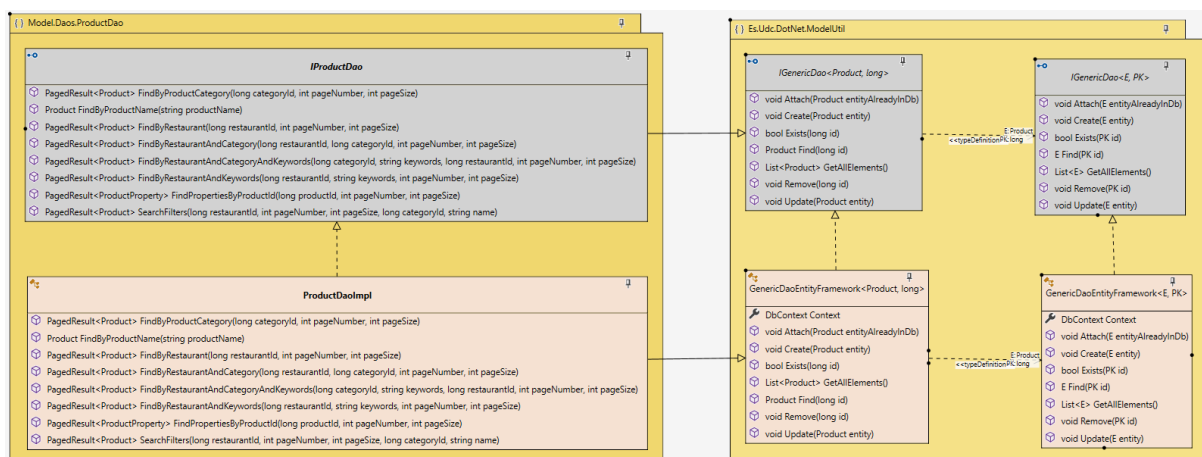 { } Model.Daos.ProductDao
IProductDao
PagedResult<Product> FindByProductCategory(long categoryId, int pageNumber, int pageSize)
Product FindByProductName(string productName)
PagedResult<Product> FindByRestaurant(long restaurantId, int pageNumber, int pageSize)
PagedResult<Product> FindByRestaurantAndCategory(long restaurantId, long categoryId, int pageNumber, int pageSize)
PagedResult<Product> FindByRestaurantAndCategoryAndKeywords(long categoryId, string keywords, long restaurantId, int pageNumber, int pageSize)
PagedResult<Product> FindByRestaurantAndKeywords(long restaurantId, string keywords, int pageNumber, int pageSize)
PagedResult<ProductProperty> FindPropertiesByProductId(long productId, int pageNumber, int pageSize)
PagedResult<Product> SearchFilters(long restaurantId, int pageNumber, int pageSize, long categoryId, string name)
ProductDaoImpl
PagedResult<Product> FindByProductCategory(long categoryId, int pageNumber, int pageSize)
Product FindByProductName(string productName)
PagedResult<Product> FindByRestaurant(long restaurantId, int pageNumber, int pageSize)
PagedResult<Product> FindByRestaurantAndCategory(long restaurantId, long categoryId, int pageNumber, int pageSize)
PagedResult<Product> FindByRestaurantAndCategoryAndKeywords(long categoryId, string keywords, long restaurantId, int pageNumber, int pageSize)
PagedResult<Product> FindByRestaurantAndKeywords(long restaurantId, string keywords, int pageNumber, int pageSize)
PagedResult<ProductProperty> FindPropertiesByProductId(long productId, int pageNumber, int pageSize)
PagedResult<Product> SearchFilters(long restaurantId, int pageNumber, int pageSize, long categoryId, string name)
{ } Es.Udc.DotNet.ModelUtil
IGenericDao<Product, long>
void Attach(Product entityAlreadyInDb)
void Create(Product entity)
bool Exists(long id)
Product Find(long id)
List<Product> GetAllElements()
void Remove(long id)
void Update(Product entity)
E:Product
<<typeDefinitionPK:long
IGenericDao<E, PK>
void Attach(E entityAlreadyInDb)
void Create(E entity)
bool Exists(PK id)
E Find(PK id)
List<E> GetAllElements()
void Remove(PK id)
void Update(E entity)
GenericDaoEntityFramework<Product, long>
DbContext Context
void Attach(Product entityAlreadyInDb)
void Create(Product entity)
bool Exists(long id)
List<Product> GetAllElements()
Product Find(long id)
void Remove(long id)
void Update(Product entity)
E:Product
<<typeDefinitionPK:long
GenericDaoEntityFramework<E, PK>
DbContext Context
void Attach(E entityAlreadyInDb)
void Create(E entity)
bool Exists(PK id)
E Find(PK id)
List<E> GetAllElements()
void Remove(PK id)
void Update(E entity)